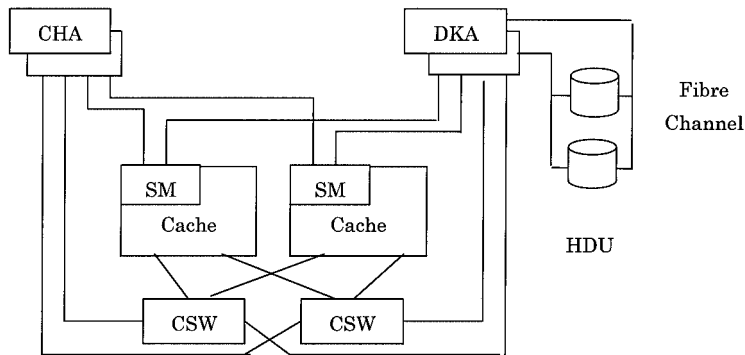 CHA
DKA
Fibre
Channel
SM
Cache
SM
Cache
HDU
CSW
CSW